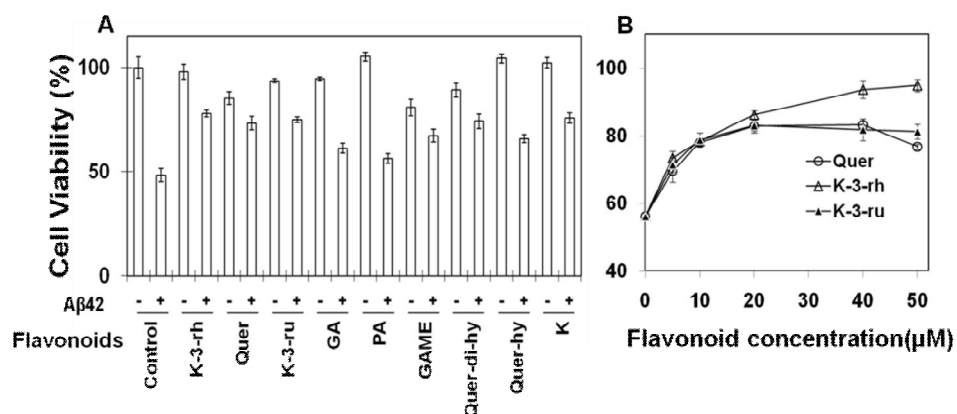 A
Cell Viability (%)
100
50
0
Aβ42 - + - + - + - + - + - + - + - + - + - +
Flavonoids
Control
K-3-rh
Quer
K-3-ru
GA
PA
GAME
Quer-di-hy
Quer-hy
K
B
100
80
60
40
Quer
K-3-rh
K-3-ru
0 10 20 30 40 50
Flavonoid concentration(μM)